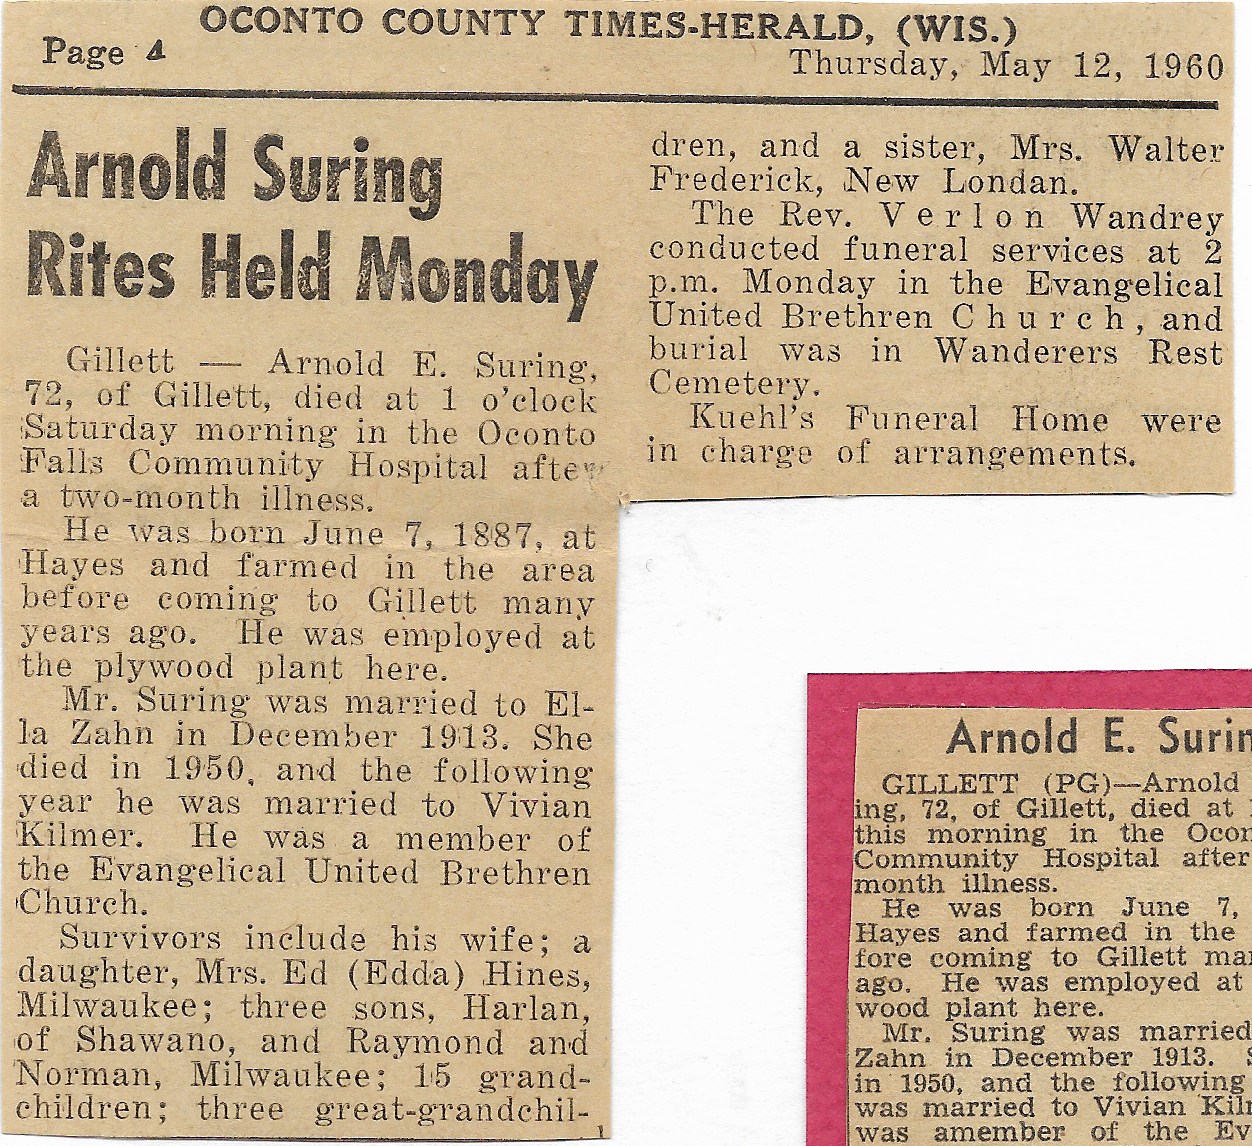 OCONTO COUNTY TIMES-HERALD, (WIS.)
Page 4
Thursday, May 12, 1960
Arnold Suring
Rites Held Monday
Gillett — Arnold E. Suring,
72, of Gillett, died at 1 o'clock
Saturday morning in the Oconto
Falls Community Hospital after
a two-month illness.
He was born June 7, 1887, at
Hayes and farmed in the area
before coming to Gillett many
years ago. He was employed at
the plywood plant here.
Mr. Suring was married to El-
la Zahn in December 1913. She
died in 1950, and the following
year he was married to Vivian
Kilmer. He was a member of
the Evangelical United Brethren
Church.
Survivors include his wife; a
daughter, Mrs. Ed (Edda) Hines,
Milwaukee; three sons, Harlan,
of Shawano, and Raymond and
Norman, Milwaukee; 15 grand-
children; three great-grandchil-
dren, and a sister, Mrs. Walter
Frederick, New Londan.
The Rev. Verlon Wandrey
conducted funeral services at 2
p.m. Monday in the Evangelical
United Brethren Church, and
burial was in Wanderers Rest
Cemetery.
Kuehl's Funeral Home were
in charge of arrangements.
Arnold E. Surin
GILLETT (PG)—Arnold
ing, 72, of Gillett, died at
this morning in the Ocon
Community Hospital after
month illness.
He was born June 7,
Hayes and farmed in the
fore coming to Gillett ma
ago. He was employed at
wood plant here.
Mr. Suring was married
Zahn in December 1913. S
in 1950, and the following
was married to Vivian Kilm
was amember of the Ev